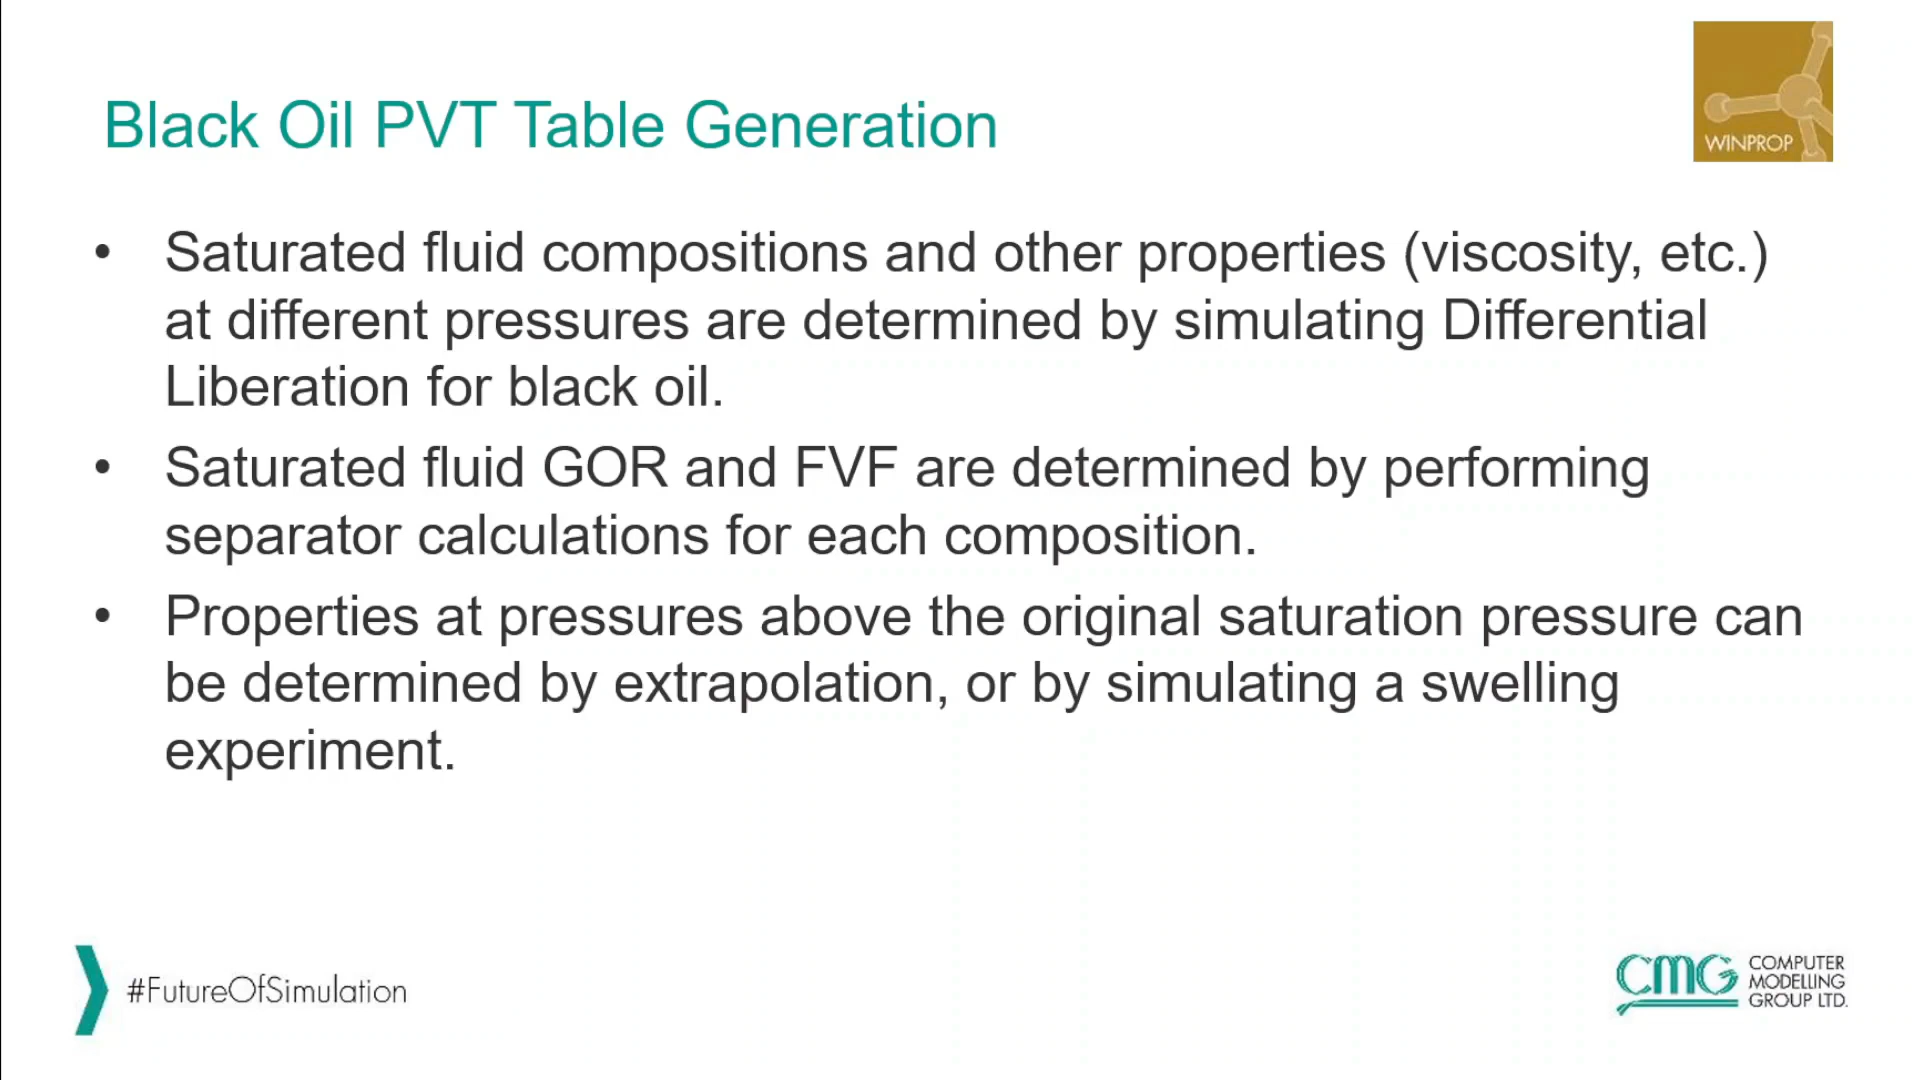 WINPROP
Black Oil PVT Table Generation
• Saturated fluid compositions and other properties (viscosity, etc.)
at different pressures are determined by simulating Differential
Liberation for black oil.
• Saturated fluid GOR and FVF are determined by performing
separator calculations for each composition.
• Properties at pressures above the original saturation pressure can
be determined by extrapolation, or by simulating a swelling
experiment.
#FutureOfSimulation
CMG
COMPUTER
MODELLING
GROUP LTD.